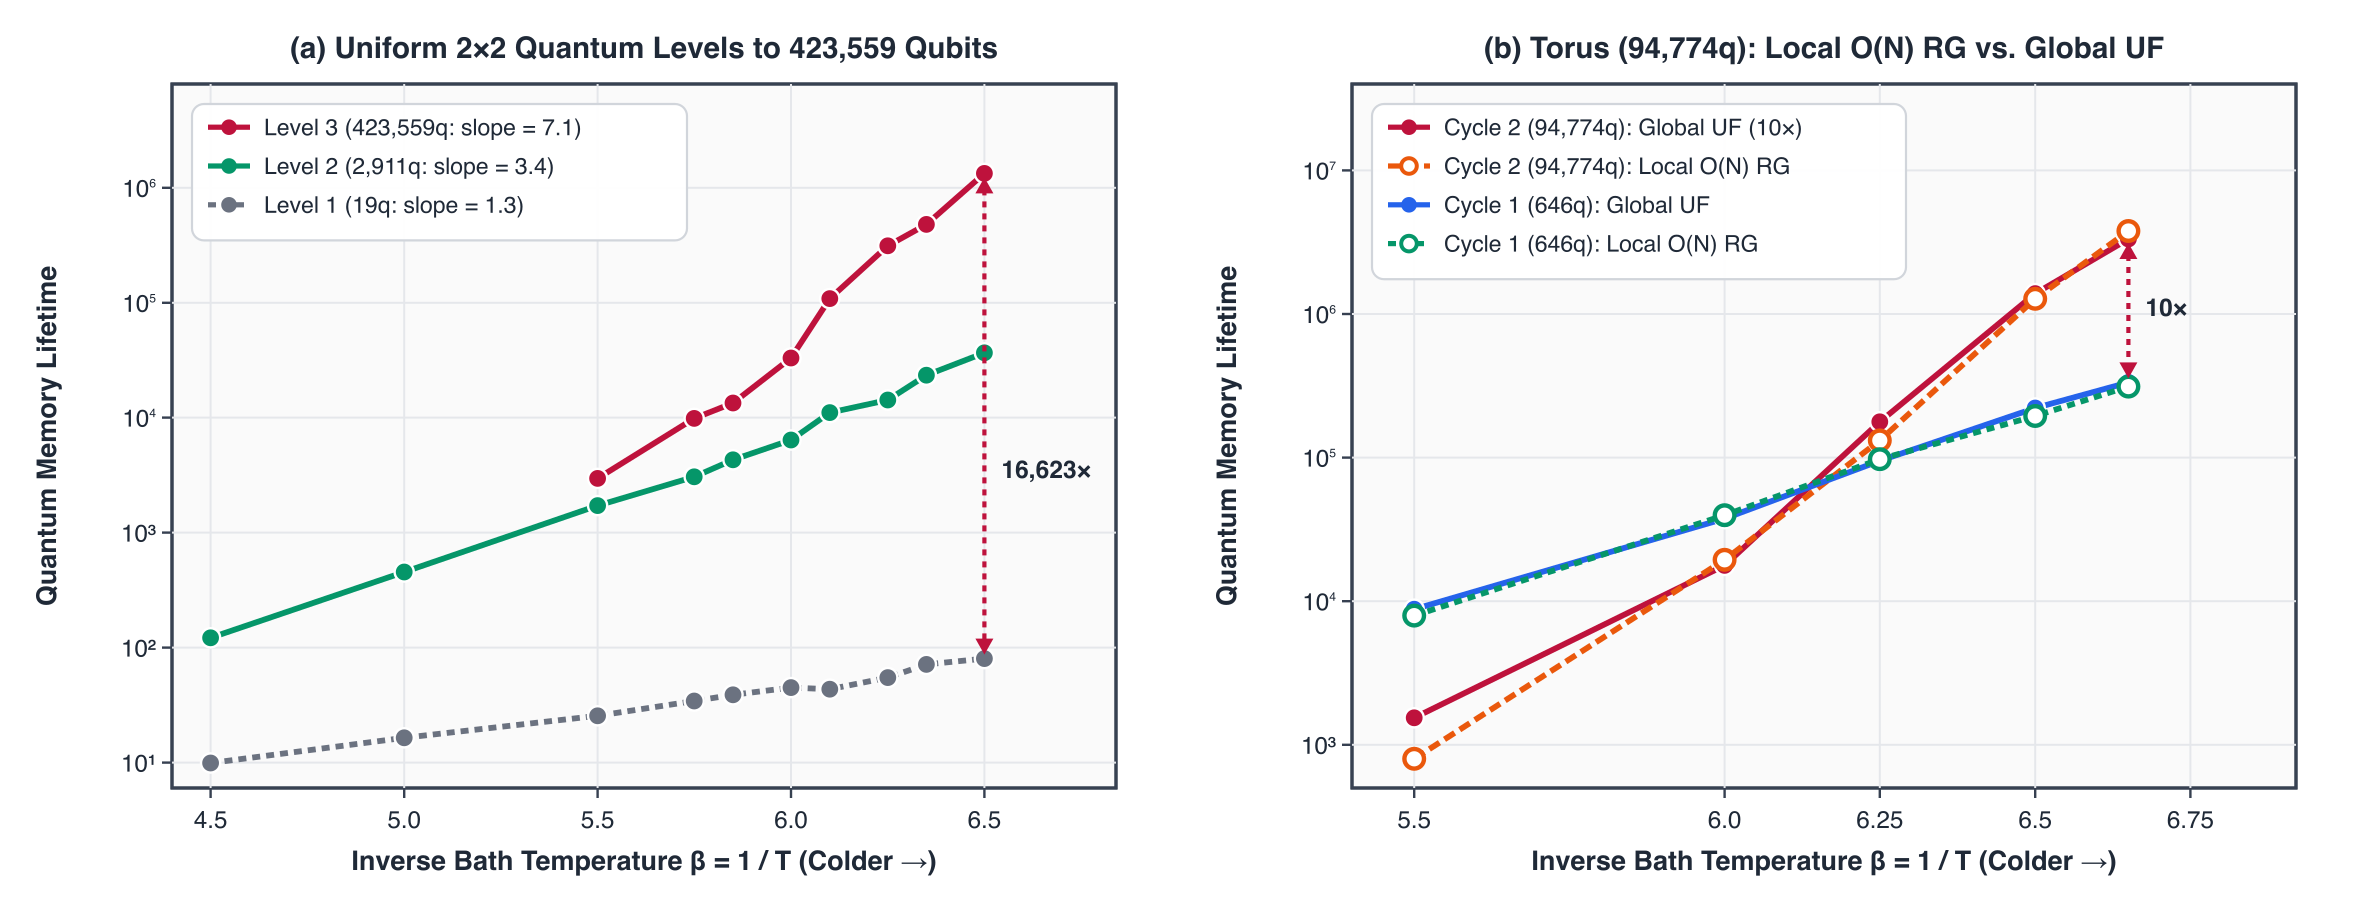 (a) Uniform 2×2 Quantum Levels to 423,559 Qubits
Level 3 (423,559q: slope = 7.1)
Level 2 (2,911q: slope = 3.4)
Level 1 (19q: slope = 1.3)
10⁶
10⁵
10⁴
10³
10²
10¹
16,623×
4.5 5.0 5.5 6.0 6.5
Quantum Memory Lifetime
Inverse Bath Temperature β = 1 / T (Colder →)
(b) Torus (94,774q): Local O(N) RG vs. Global UF
Cycle 2 (94,774q): Global UF (10×)
Cycle 2 (94,774q): Local O(N) RG
Cycle 1 (646q): Global UF
Cycle 1 (646q): Local O(N) RG
10⁷
10⁶
10⁵
10⁴
10³
10×
5.5 6.0 6.25 6.5 6.75
Quantum Memory Lifetime
Inverse Bath Temperature β = 1 / T (Colder →)